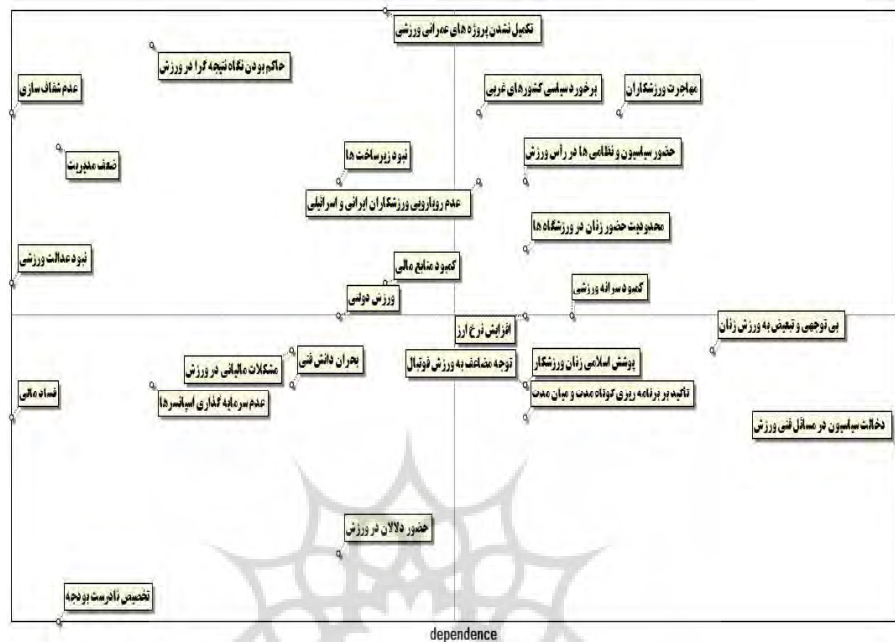 تکمیل نشدن پروژه های عمرانی ورزشی
حاکم بودن نگاه نتیجه گرا در ورزش
مهاجرت ورزشکاران
برخورد سیاسی کشورهای غربی
عدم شفاف سازی
حضور سیاسیون و نظامی ها در رأس ورزش
نبود زیرساخت ها
ضعف مدیریت
عدم رویارویی ورزشکاران ایرانی و اسرائیلی
محدودیت حضور زنان در ورزشگاه ها
کمبود منابع مالی
نبود عدالت ورزشی
کمبود سرانه ورزشی
ورزش دولتی
بی توجهی و تبعیض به ورزش زنان
افزایش نرخ ارز
بحران دانش فنی
پوشش اسلامی زنان ورزشکار
توجه مضاعف به ورزش فوتبال
مشکلات مالیاتی در ورزش
تاکید بر برنامه ریزی کوتاه مدت و میان مدت
عدم سرمایه گذاری اسپانسرها
فساد مالی
دخالت سیاسیون در مسائل فنی ورزش
حضور دلالان در ورزش
تخصیص نادرست بودجه
dependence